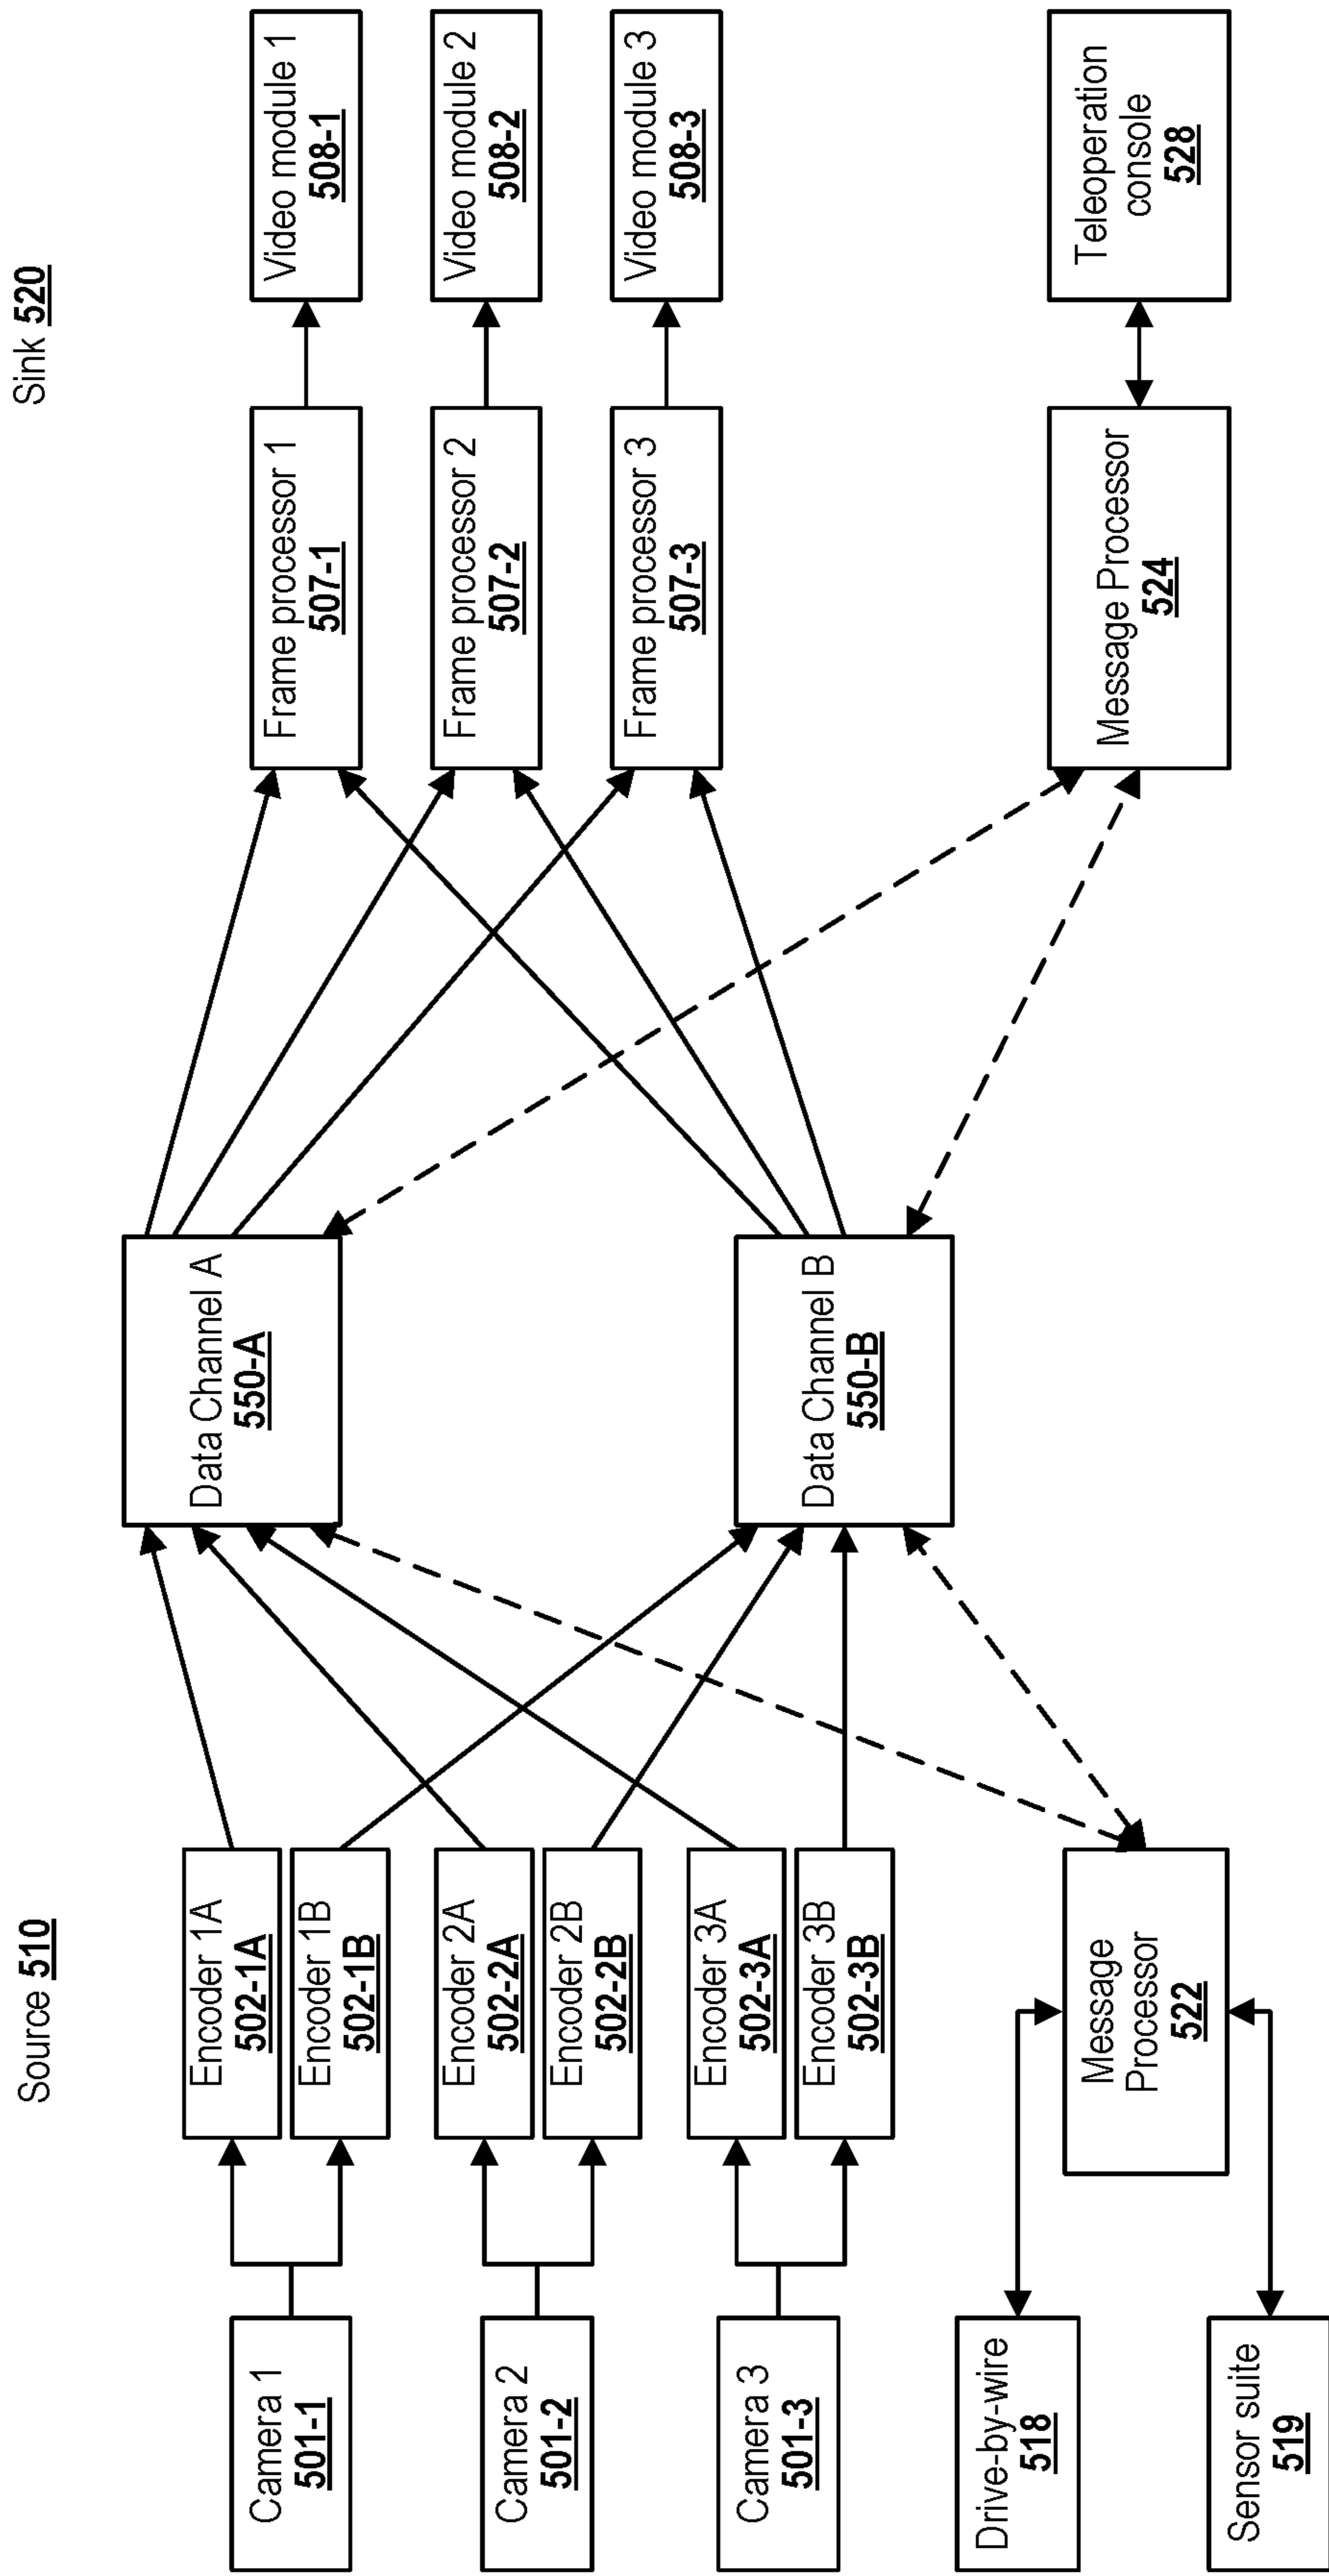 Source 510
Sink 520
Camera 1
501-1
Camera 2
501-2
Camera 3
501-3
Drive-by-wire
518
Sensor suite
519
Encoder 1A
502-1A
Encoder 1B
502-1B
Encoder 2A
502-2A
Encoder 2B
502-2B
Encoder 3A
502-3A
Encoder 3B
502-3B
Message
Processor
522
Data Channel A
550-A
Data Channel B
550-B
Frame processor 1
507-1
Frame processor 2
507-2
Frame processor 3
507-3
Message Processor
524
Video module 1
508-1
Video module 2
508-2
Video module 3
508-3
Teleoperation
console
528